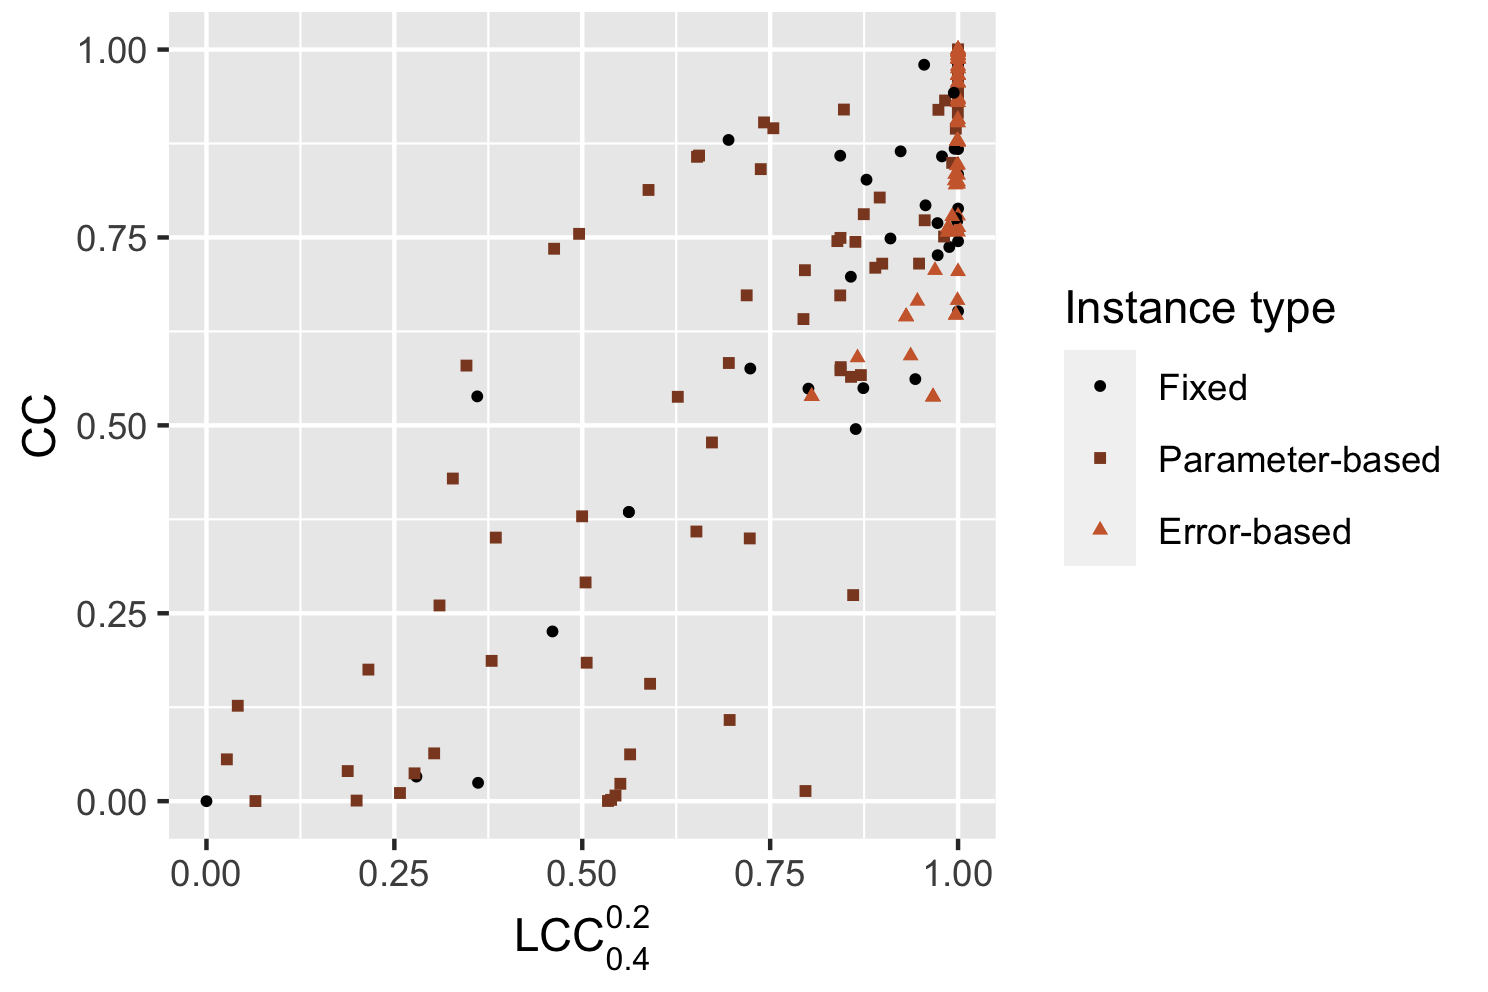 1.00
0.75
0.50
0.25
0.00
CC
0.00 0.25 0.50 0.75 1.00
LCC^{0.2}_{0.4}
Instance type
Fixed
Parameter-based
Error-based